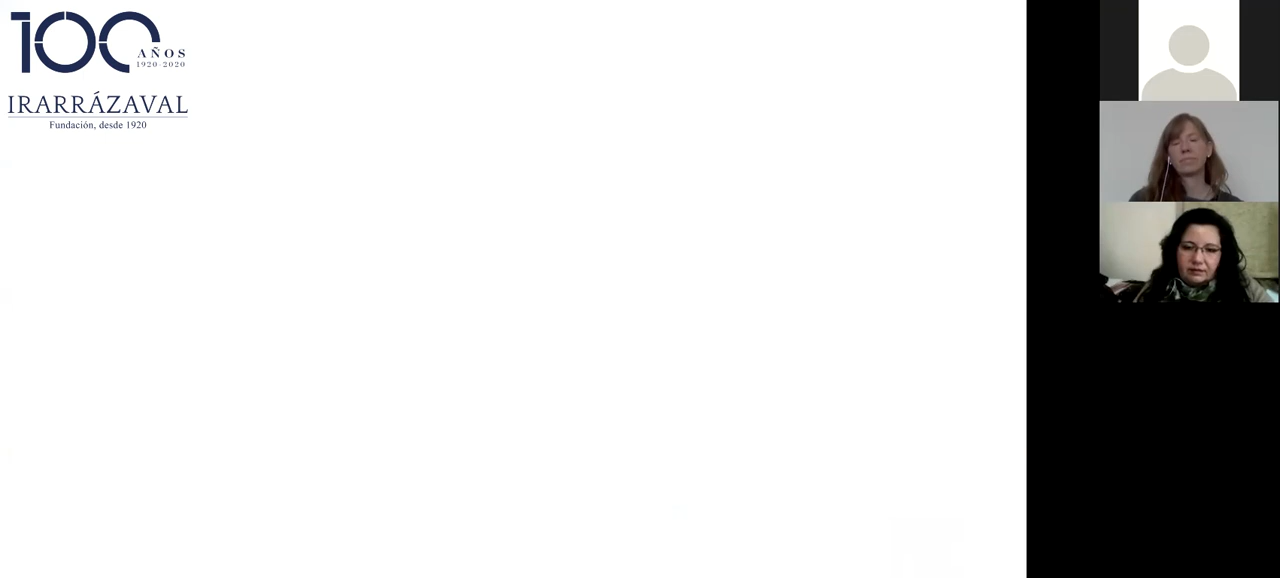 100
AÑOS
1920-2020
IRARRÁZAVAL
Fundación, desde 1920